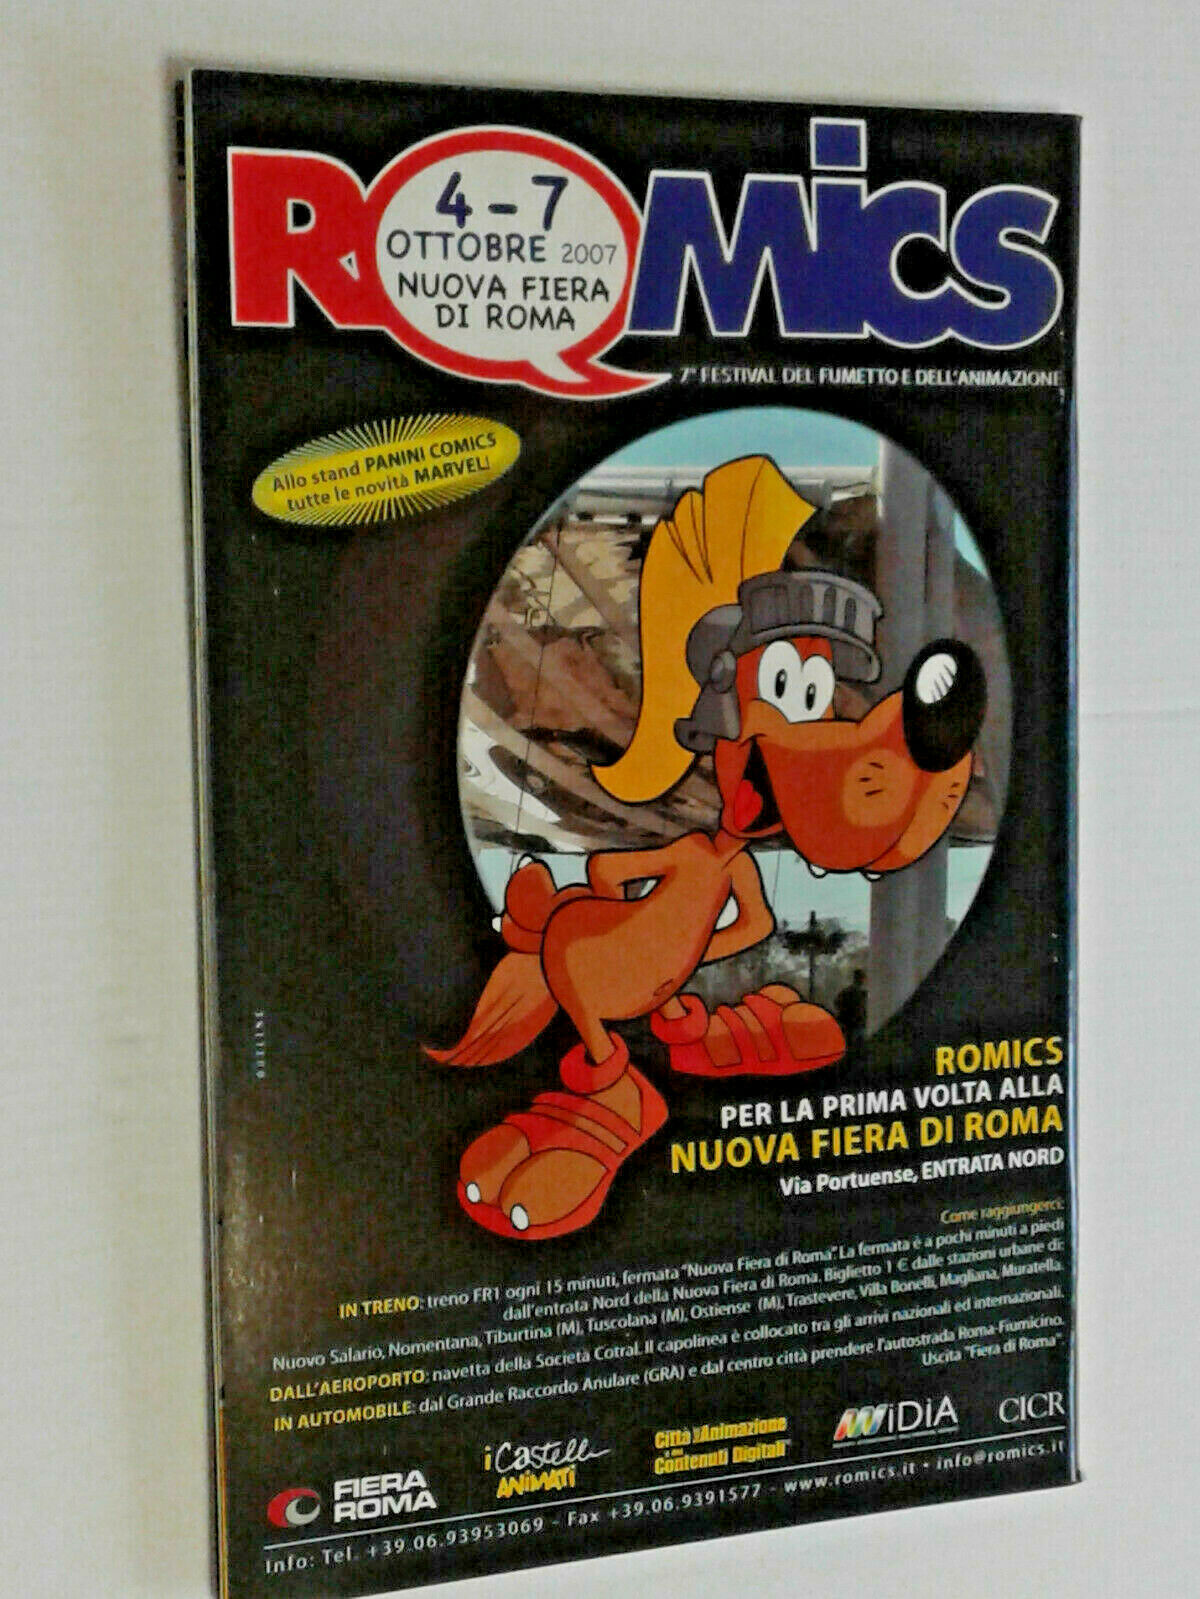 ROMICS
4-7
OTTOBRE 2007
NUOVA FIERA
DI ROMA
7° FESTIVAL DEL FUMETTO E DELL'ANIMAZIONE
Allo stand PANINI COMICS
tutte le novità MARVEL!
OUTLINE
ROMICS
PER LA PRIMA VOLTA ALLA
NUOVA FIERA DI ROMA
Via Portuense, ENTRATA NORD
Come raggiungerci:
IN TRENO: treno FR1 ogni 15 minuti, fermata "Nuova Fiera di Roma". La fermata è a pochi minuti a piedi
dall'entrata Nord della Nuova Fiera di Roma. Biglietto 1 € dalle stazioni urbane di:
Nuovo Salario, Nomentana, Tiburtina (M), Tuscolana (M), Ostiense (M), Trastevere, Villa Bonelli, Magliana, Muratella.
DALL'AEROPORTO: navetta della Società Cotral. Il capolinea è collocato tra gli arrivi nazionali ed internazionali.
IN AUTOMOBILE: dal Grande Raccordo Anulare (GRA) e dal centro città prendere l'autostrada Roma-Fiumicino.
Uscita "Fiera di Roma".
FIERA
ROMA
i Castelli
ANiMATi
Città dell'Animazione
e dei
Contenuti Digitali
MiDiA
CICR
Info: Tel. +39.06.93953069 - Fax +39.06.9391577 - www.romics.it • info@romics.it